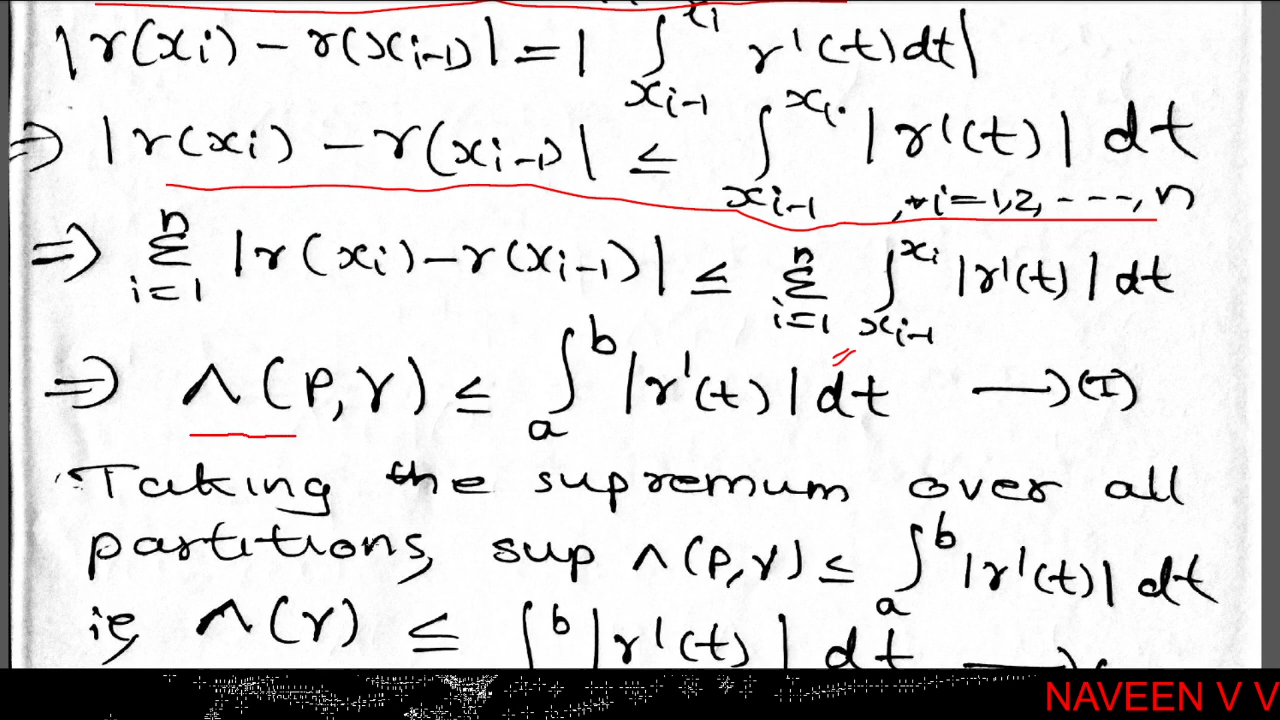 |r(xi) - r(xi-1)| = | ∫_{xi-1}^{xi} r'(t)dt|
⇒ |r(xi) - r(xi-1)| ≤ ∫_{xi-1}^{xi} |r'(t)| dt
, ∀ i=1,2,----,n
⇒ Σ_{i=1}^{n} |r(xi) - r(xi-1)| ≤ Σ_{i=1}^{n} ∫_{xi-1}^{xi} |r'(t)| dt
⇒ Λ(P,r) ≤ ∫_{a}^{b} |r'(t)| dt ⟶(I)
Taking the supremum over all
partitions, sup Λ(P,r) ≤ ∫_{a}^{b} |r'(t)| dt
ie, Λ(r) ≤ ∫^{b} |r'(t)| dt ⟶
NAVEEN V V